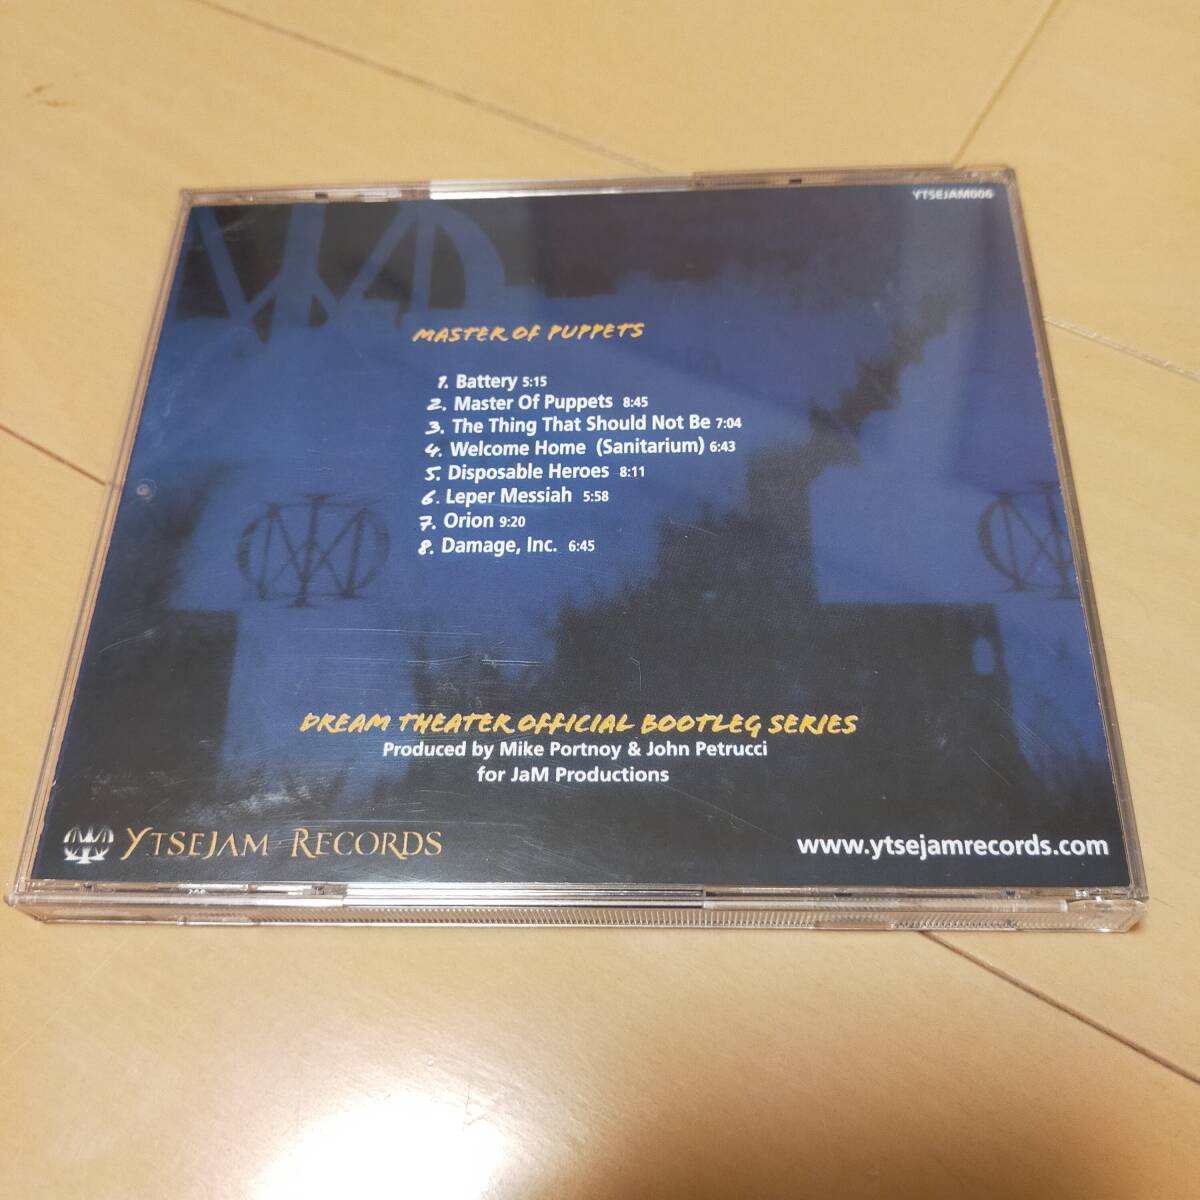 YTSEJAM006
MASTER OF PUPPETS
1. Battery 5:15
2. Master Of Puppets 8:45
3. The Thing That Should Not Be 7:04
4. Welcome Home (Sanitarium) 6:43
5. Disposable Heroes 8:11
6. Leper Messiah 5:58
7. Orion 9:20
8. Damage, Inc. 6:45
DREAM THEATER OFFICIAL BOOTLEG SERIES
Produced by Mike Portnoy & John Petrucci
for JaM Productions
YTSEJAM RECORDS
www.ytsejamrecords.com